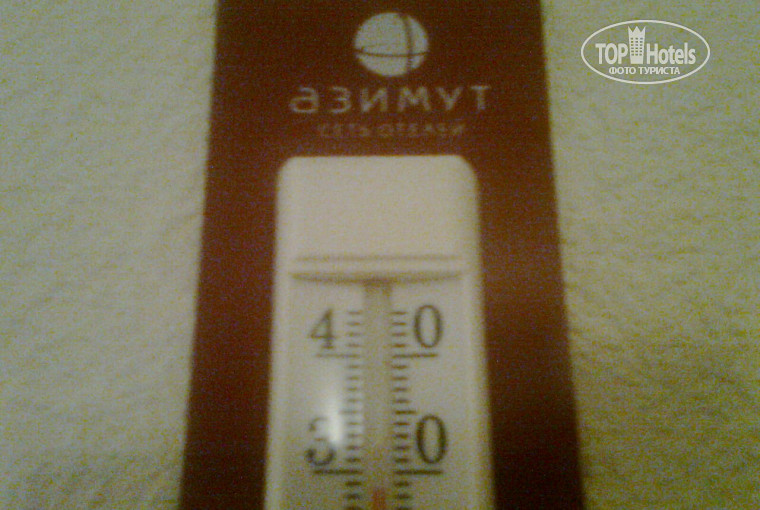 TOP Hotels
ФОТО ТУРИСТА
азимут
СЕТЬ ОТЕЛЕЙ
40
30